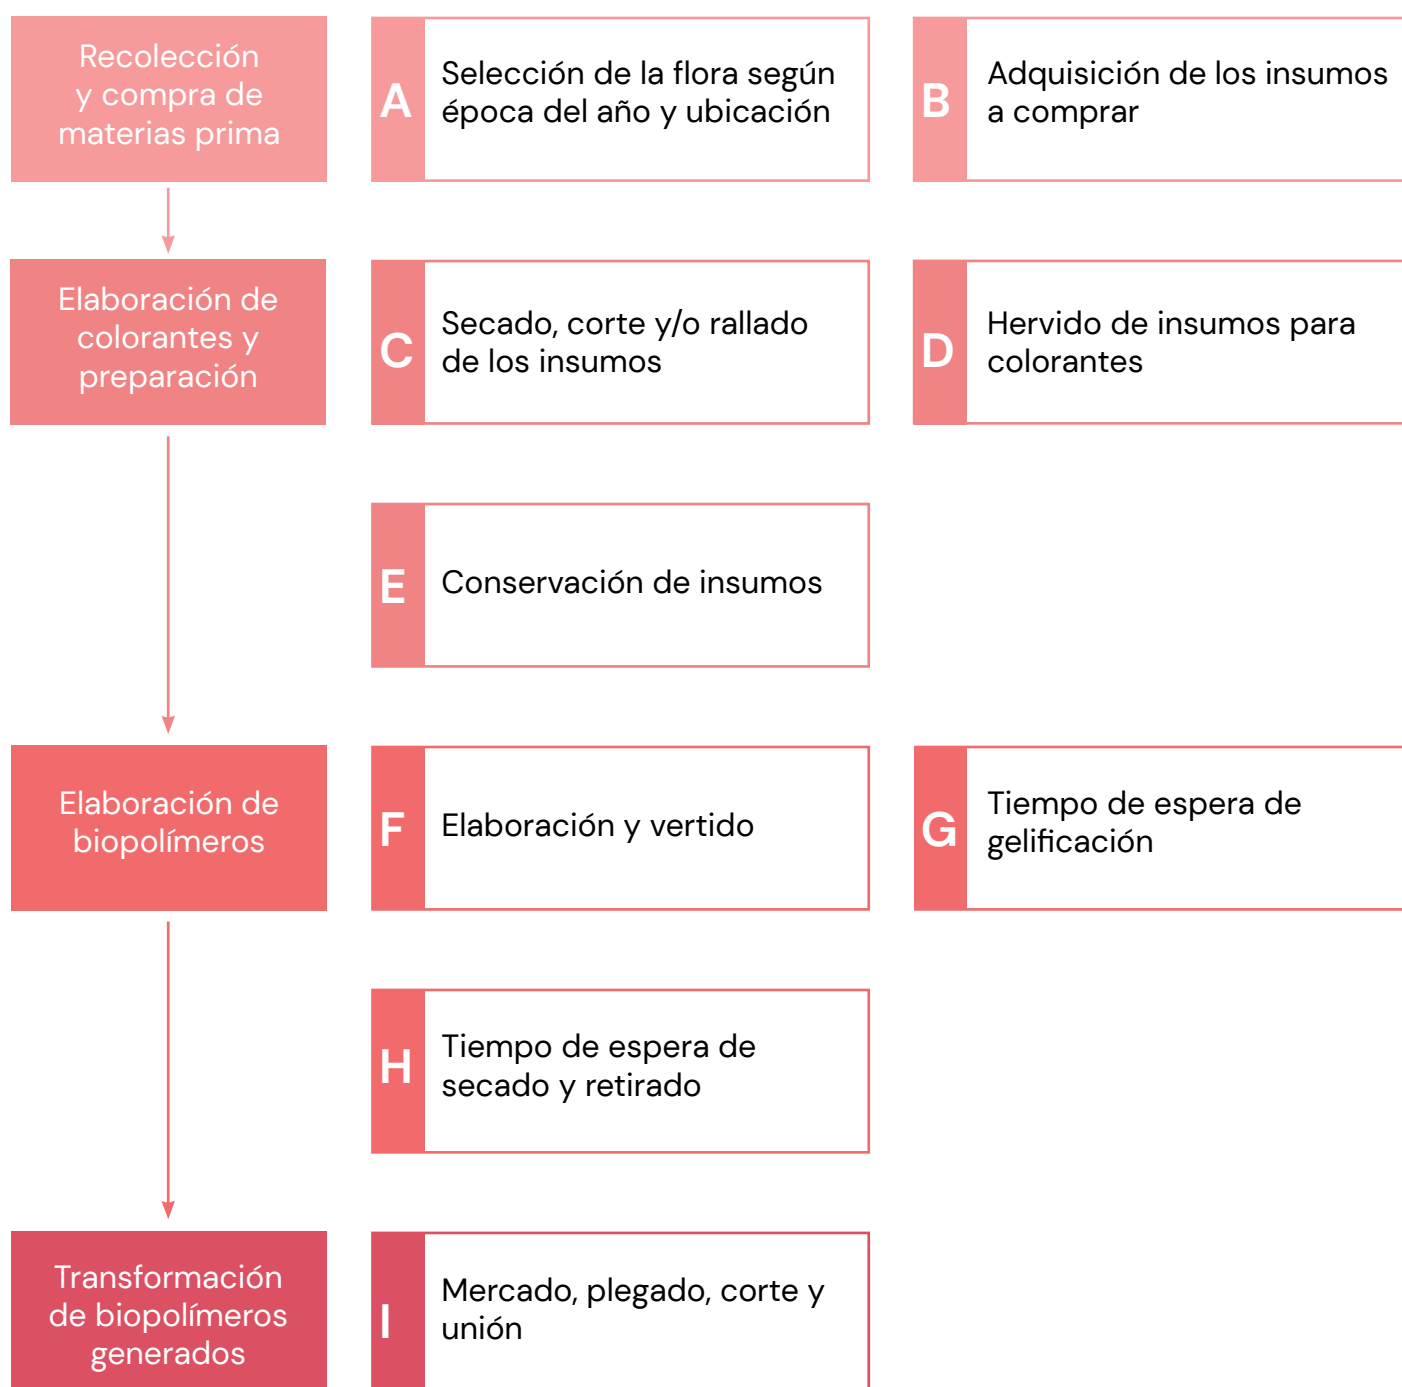 Recolección
y compra de
materias prima
A
Selección de la flora según
época del año y ubicación
B
Adquisición de los insumos
a comprar
Elaboración de
colorantes y
preparación
C
Secado, corte y/o rallado
de los insumos
D
Hervido de insumos para
colorantes
E
Conservación de insumos
Elaboración de
biopolímeros
F
Elaboración y vertido
G
Tiempo de espera de
gelificación
H
Tiempo de espera de
secado y retirado
Transformación
de biopolímeros
generados
I
Mercado, plegado, corte y
unión